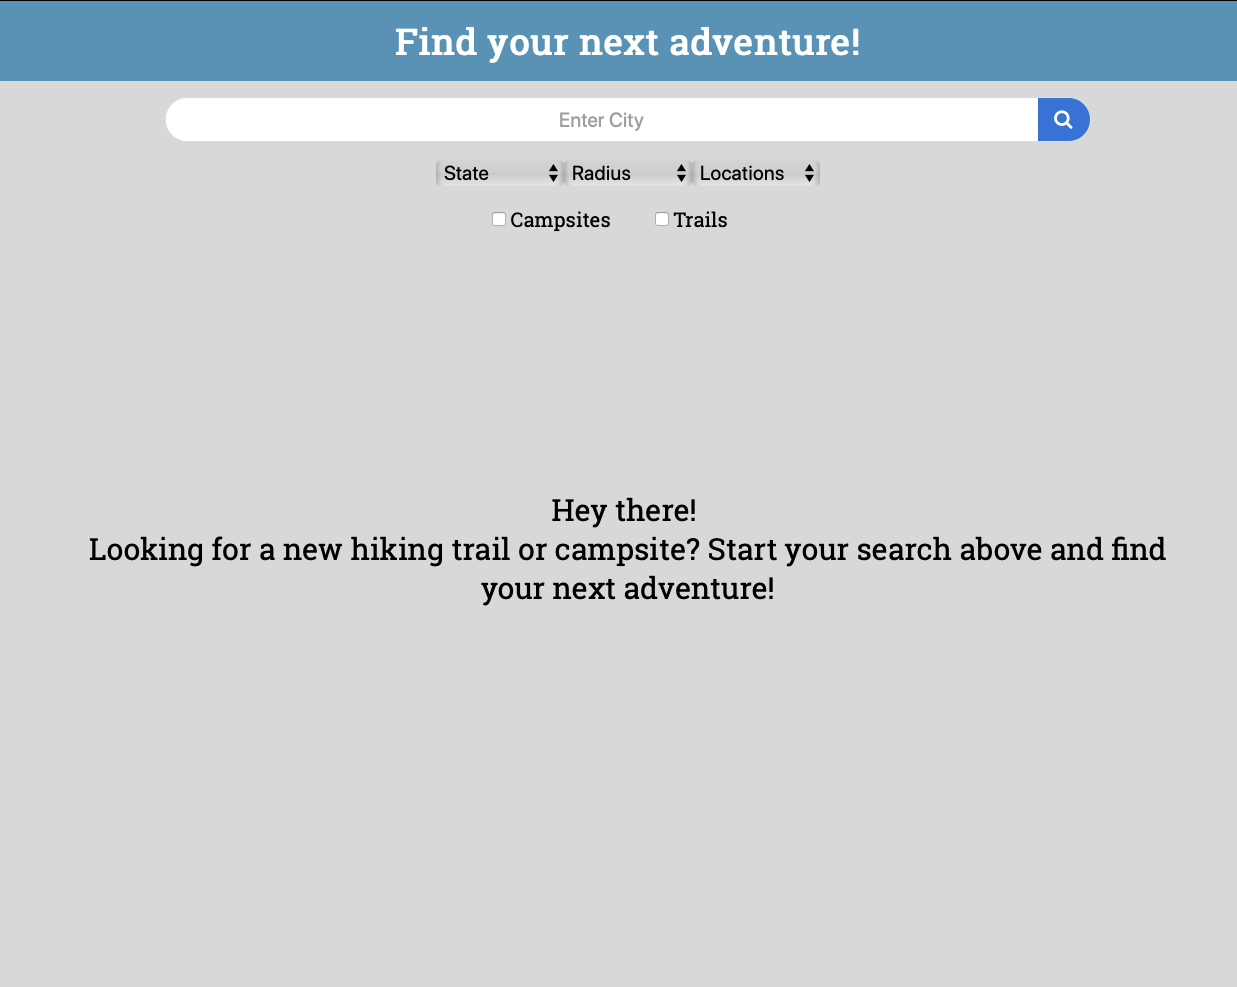 Find your next adventure!
Enter City
State Radius Locations
Campsites Trails
Hey there!
Looking for a new hiking trail or campsite? Start your search above and find
your next adventure!